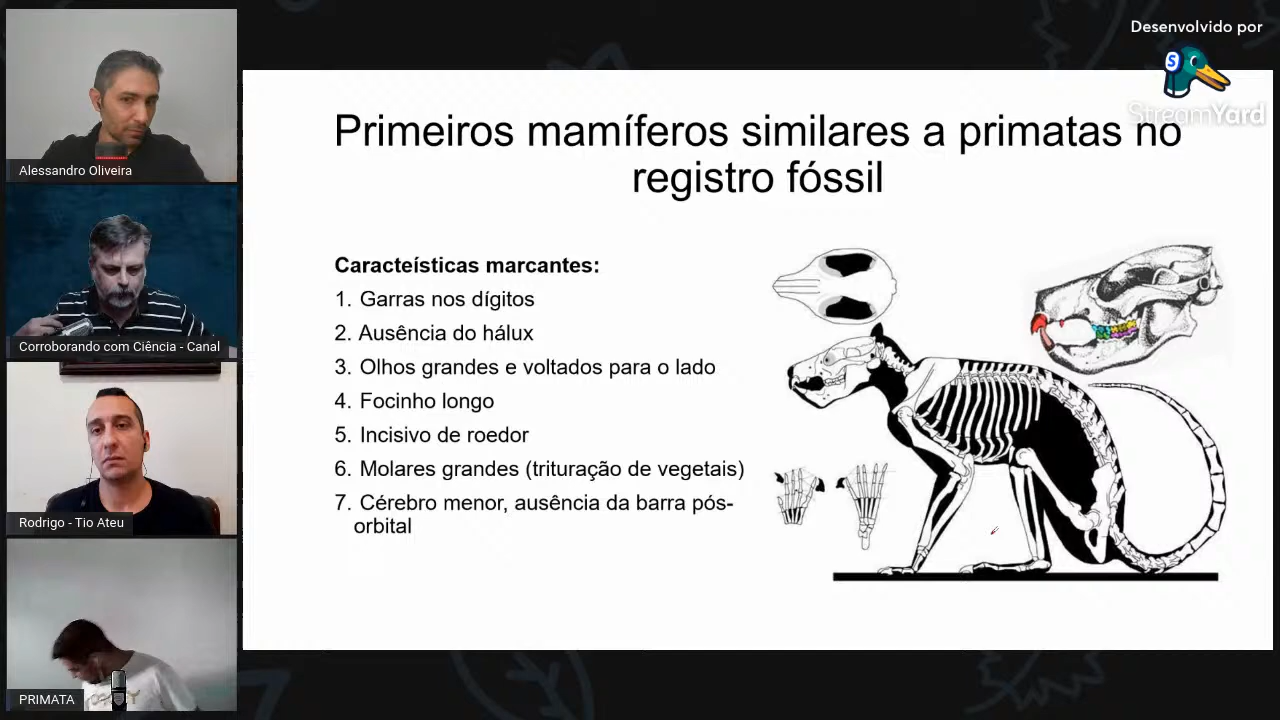 Desenvolvido por
StreamYard
Primeiros mamíferos similares a primatas no
registro fóssil
Caracteísticas marcantes:
1. Garras nos dígitos
2. Ausência do hálux
3. Olhos grandes e voltados para o lado
4. Focinho longo
5. Incisivo de roedor
6. Molares grandes (trituração de vegetais)
7. Cérebro menor, ausência da barra pós-
orbital
Alessandro Oliveira
Corroborando com Ciência - Canal
Rodrigo - Tio Ateu
PRIMATA